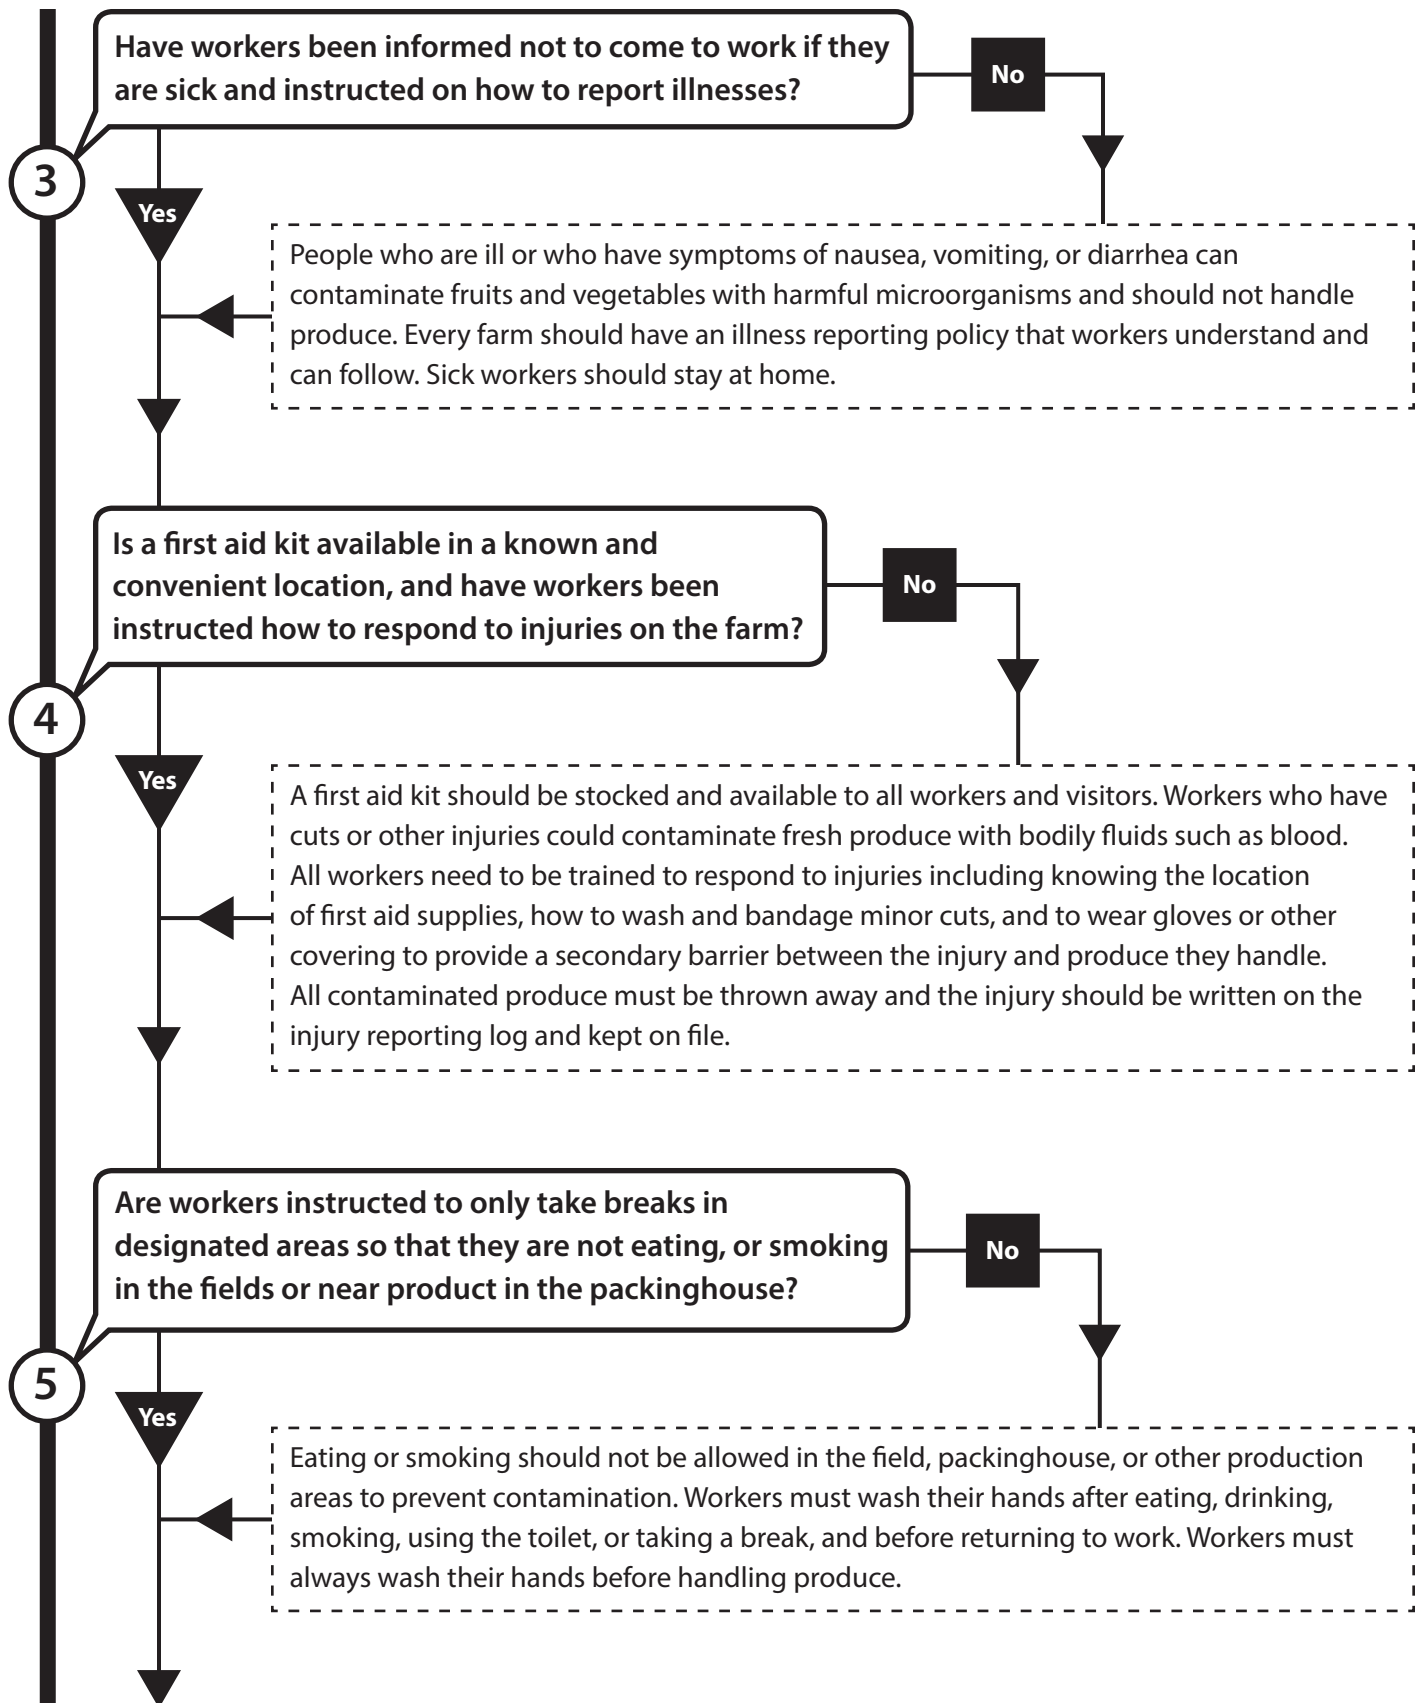 Have workers been informed not to come to work if they
are sick and instructed on how to report illnesses?
No
3
Yes
People who are ill or who have symptoms of nausea, vomiting, or diarrhea can
contaminate fruits and vegetables with harmful microorganisms and should not handle
produce. Every farm should have an illness reporting policy that workers understand and
can follow. Sick workers should stay at home.
Is a first aid kit available in a known and
convenient location, and have workers been
instructed how to respond to injuries on the farm?
No
4
Yes
A first aid kit should be stocked and available to all workers and visitors. Workers who have
cuts or other injuries could contaminate fresh produce with bodily fluids such as blood.
All workers need to be trained to respond to injuries including knowing the location
of first aid supplies, how to wash and bandage minor cuts, and to wear gloves or other
covering to provide a secondary barrier between the injury and produce they handle.
All contaminated produce must be thrown away and the injury should be written on the
injury reporting log and kept on file.
Are workers instructed to only take breaks in
designated areas so that they are not eating, or smoking
in the fields or near product in the packinghouse?
No
5
Yes
Eating or smoking should not be allowed in the field, packinghouse, or other production
areas to prevent contamination. Workers must wash their hands after eating, drinking,
smoking, using the toilet, or taking a break, and before returning to work. Workers must
always wash their hands before handling produce.